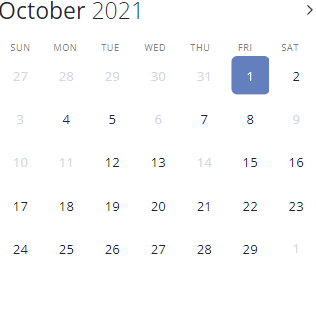 October 2021 >
SUN MON TUE WED THU FRI SAT
27 28 29 30 31 1 2
3 4 5 6 7 8 9
10 11 12 13 14 15 16
17 18 19 20 21 22 23
24 25 26 27 28 29 1